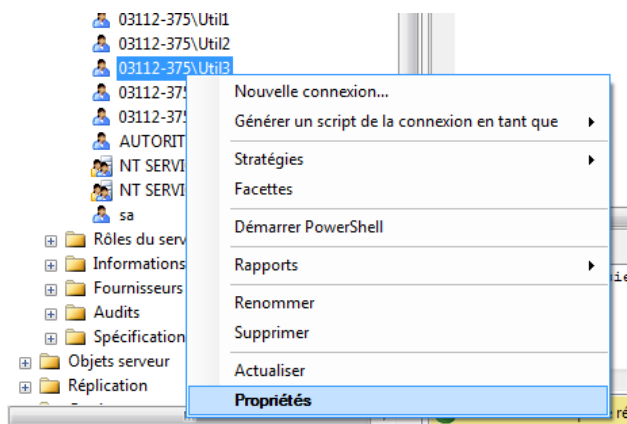 03112-375\Util1
03112-375\Util2
03112-375\Util3
03112-37
Nouvelle connexion...
03112-37
Générer un script de la connexion en tant que
AUTORIT
NT SERVI
Stratégies
NT SERVI
Facettes
sa
Démarrer PowerShell
Rôles du serv
Informations
Rapports
Fournisseurs
Renommer
Audits
Supprimer
Spécification
Objets serveur
Actualiser
Réplication
Propriétés